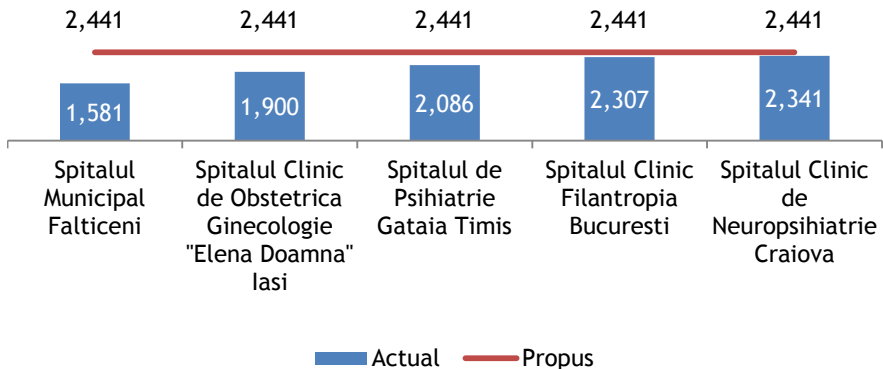 2,441 2,441 2,441 2,441 2,441
1,581 1,900 2,086 2,307 2,341
Spitalul
Municipal
Falticeni
Spitalul Clinic
de Obstetrica
Ginecologie
"Elena Doamna"
Iasi
Spitalul de
Psihiatrie
Gataia Timis
Spitalul Clinic
Filantropia
Bucuresti
Spitalul Clinic
de
Neuropsihiatrie
Craiova
Actual Propus